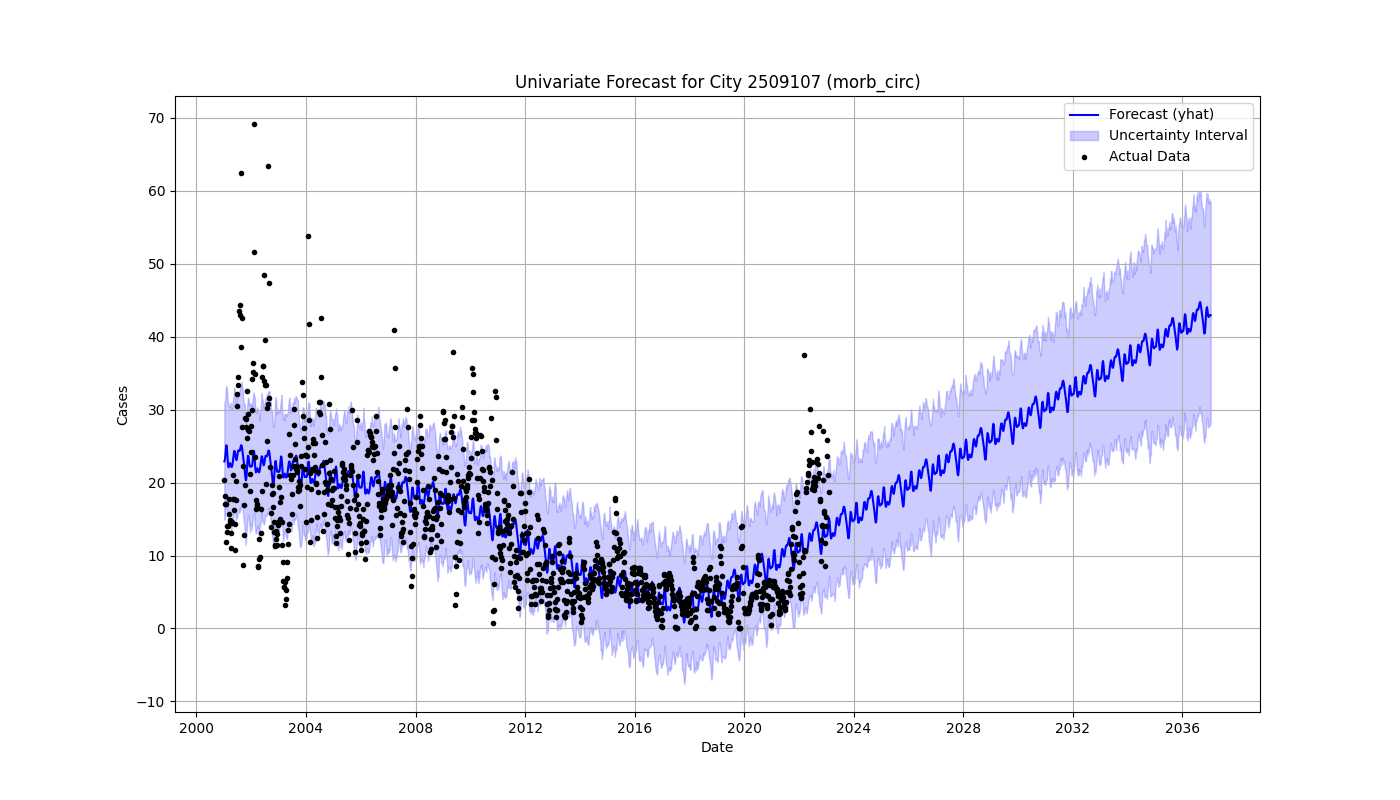 Univariate Forecast for City 2509107 (morb_circ)
Forecast (yhat)
Uncertainty Interval
Actual Data
Cases
70
60
50
40
30
20
10
0
−10
2000 2004 2008 2012 2016 2020 2024 2028 2032 2036
Date